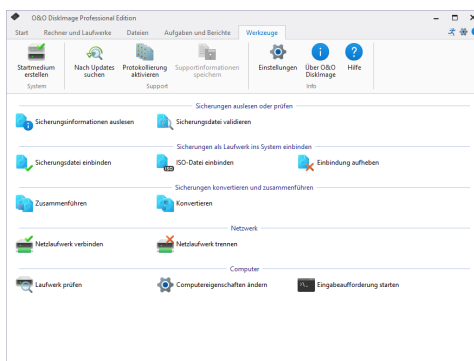 O&O DiskImage Professional Edition
Start Rechner und Laufwerke Dateien Aufgaben und Berichte Werkzeuge
Startmedium erstellen
Nach Updates suchen
Protokollierung aktivieren
Supportinformationen speichern
Einstellungen
Über O&O DiskImage
Hilfe
System Support Info
Sicherungen auslesen oder prüfen
Sicherungsinformationen auslesen Sicherungsdatei validieren
Sicherungen als Laufwerk ins System einbinden
Sicherungsdatei einbinden ISO-Datei einbinden Einbindung aufheben
ISO
Sicherungen konvertieren und zusammenführen
Zusammenführen Konvertieren
Netzwerk
Netzlaufwerk verbinden Netzlaufwerk trennen
Computer
Laufwerk prüfen Computereigenschaften ändern Eingabeaufforderung starten